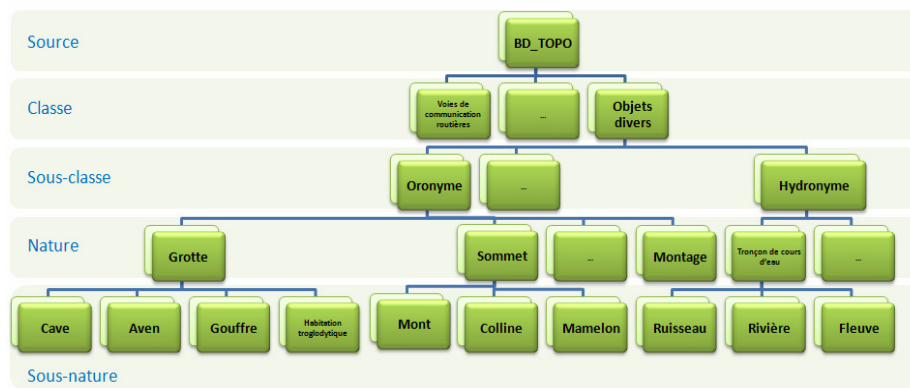 Source
BD_TOPO
Classe
Voies de
communication
routières
...
Objets
divers
Sous-classe
Oronyme
...
Hydronyme
Nature
Grotte
Sommet
...
Montage
Tronçon de cours
d'eau
...
Cave
Aven
Gouffre
Habitation
troglodytique
Mont
Colline
Mamelon
Ruisseau
Rivière
Fleuve
Sous-nature